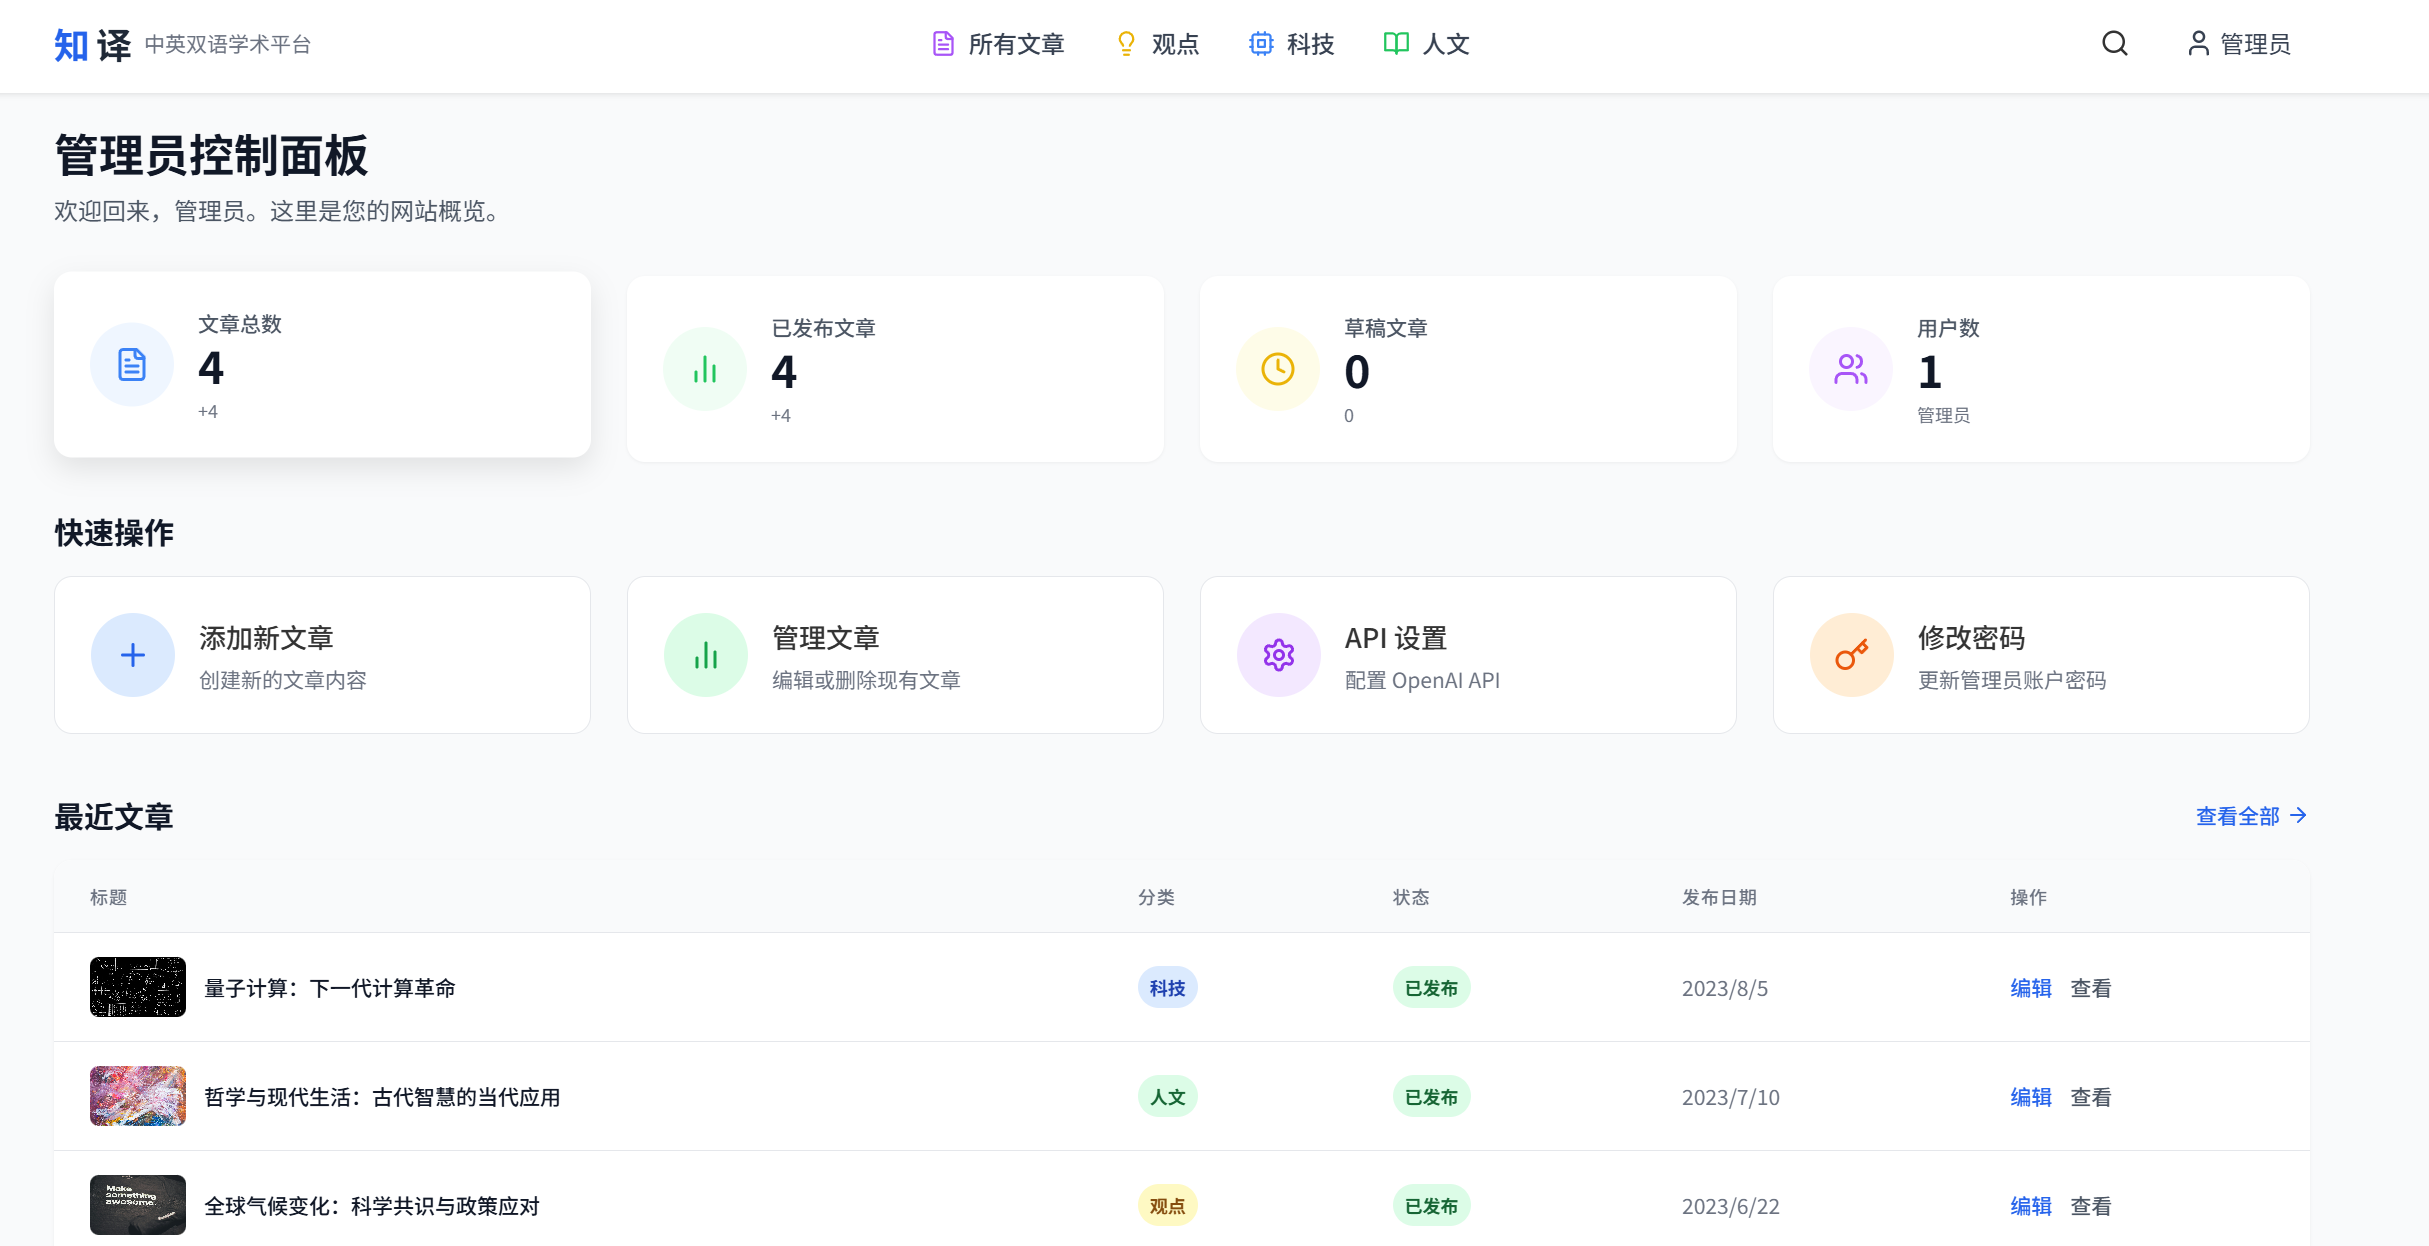 知译 中英双语学术平台 所有文章 观点 科技 人文 管理员
管理员控制面板
欢迎回来，管理员。这里是您的网站概览。
文章总数
4
+4
已发布文章
4
+4
草稿文章
0
0
用户数
1
管理员
快速操作
添加新文章
创建新的文章内容
管理文章
编辑或删除现有文章
API 设置
配置 OpenAI API
修改密码
更新管理员账户密码
最近文章 查看全部
标题 分类 状态 发布日期 操作
量子计算：下一代计算革命 科技 已发布 2023/8/5 编辑 查看
哲学与现代生活：古代智慧的当代应用 人文 已发布 2023/7/10 编辑 查看
Make
something
awesome.
全球气候变化：科学共识与政策应对 观点 已发布 2023/6/22 编辑 查看